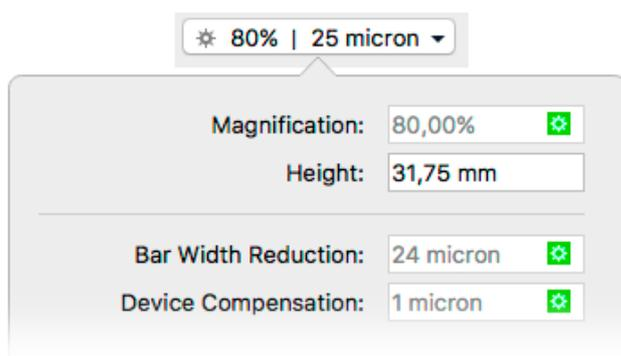 80% | 25 micron
Magnification: 80,00%
Height: 31,75 mm
Bar Width Reduction: 24 micron
Device Compensation: 1 micron